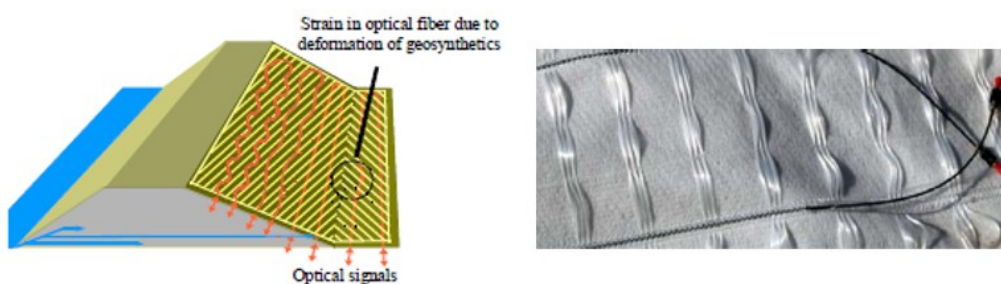 Strain in optical fiber due to
deformation of geosynthetics
Optical signals